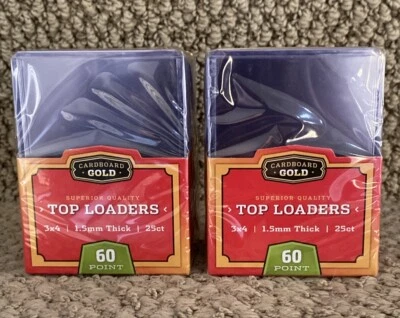 CARDBOARD
GOLD
SUPERIOR QUALITY
TOP LOADERS
3x4 | 1.5mm Thick | 25ct
60
POINT
CARDBOARD
GOLD
SUPERIOR QUALITY
TOP LOADERS
3x4 | 1.5mm Thick | 25ct
60
POINT